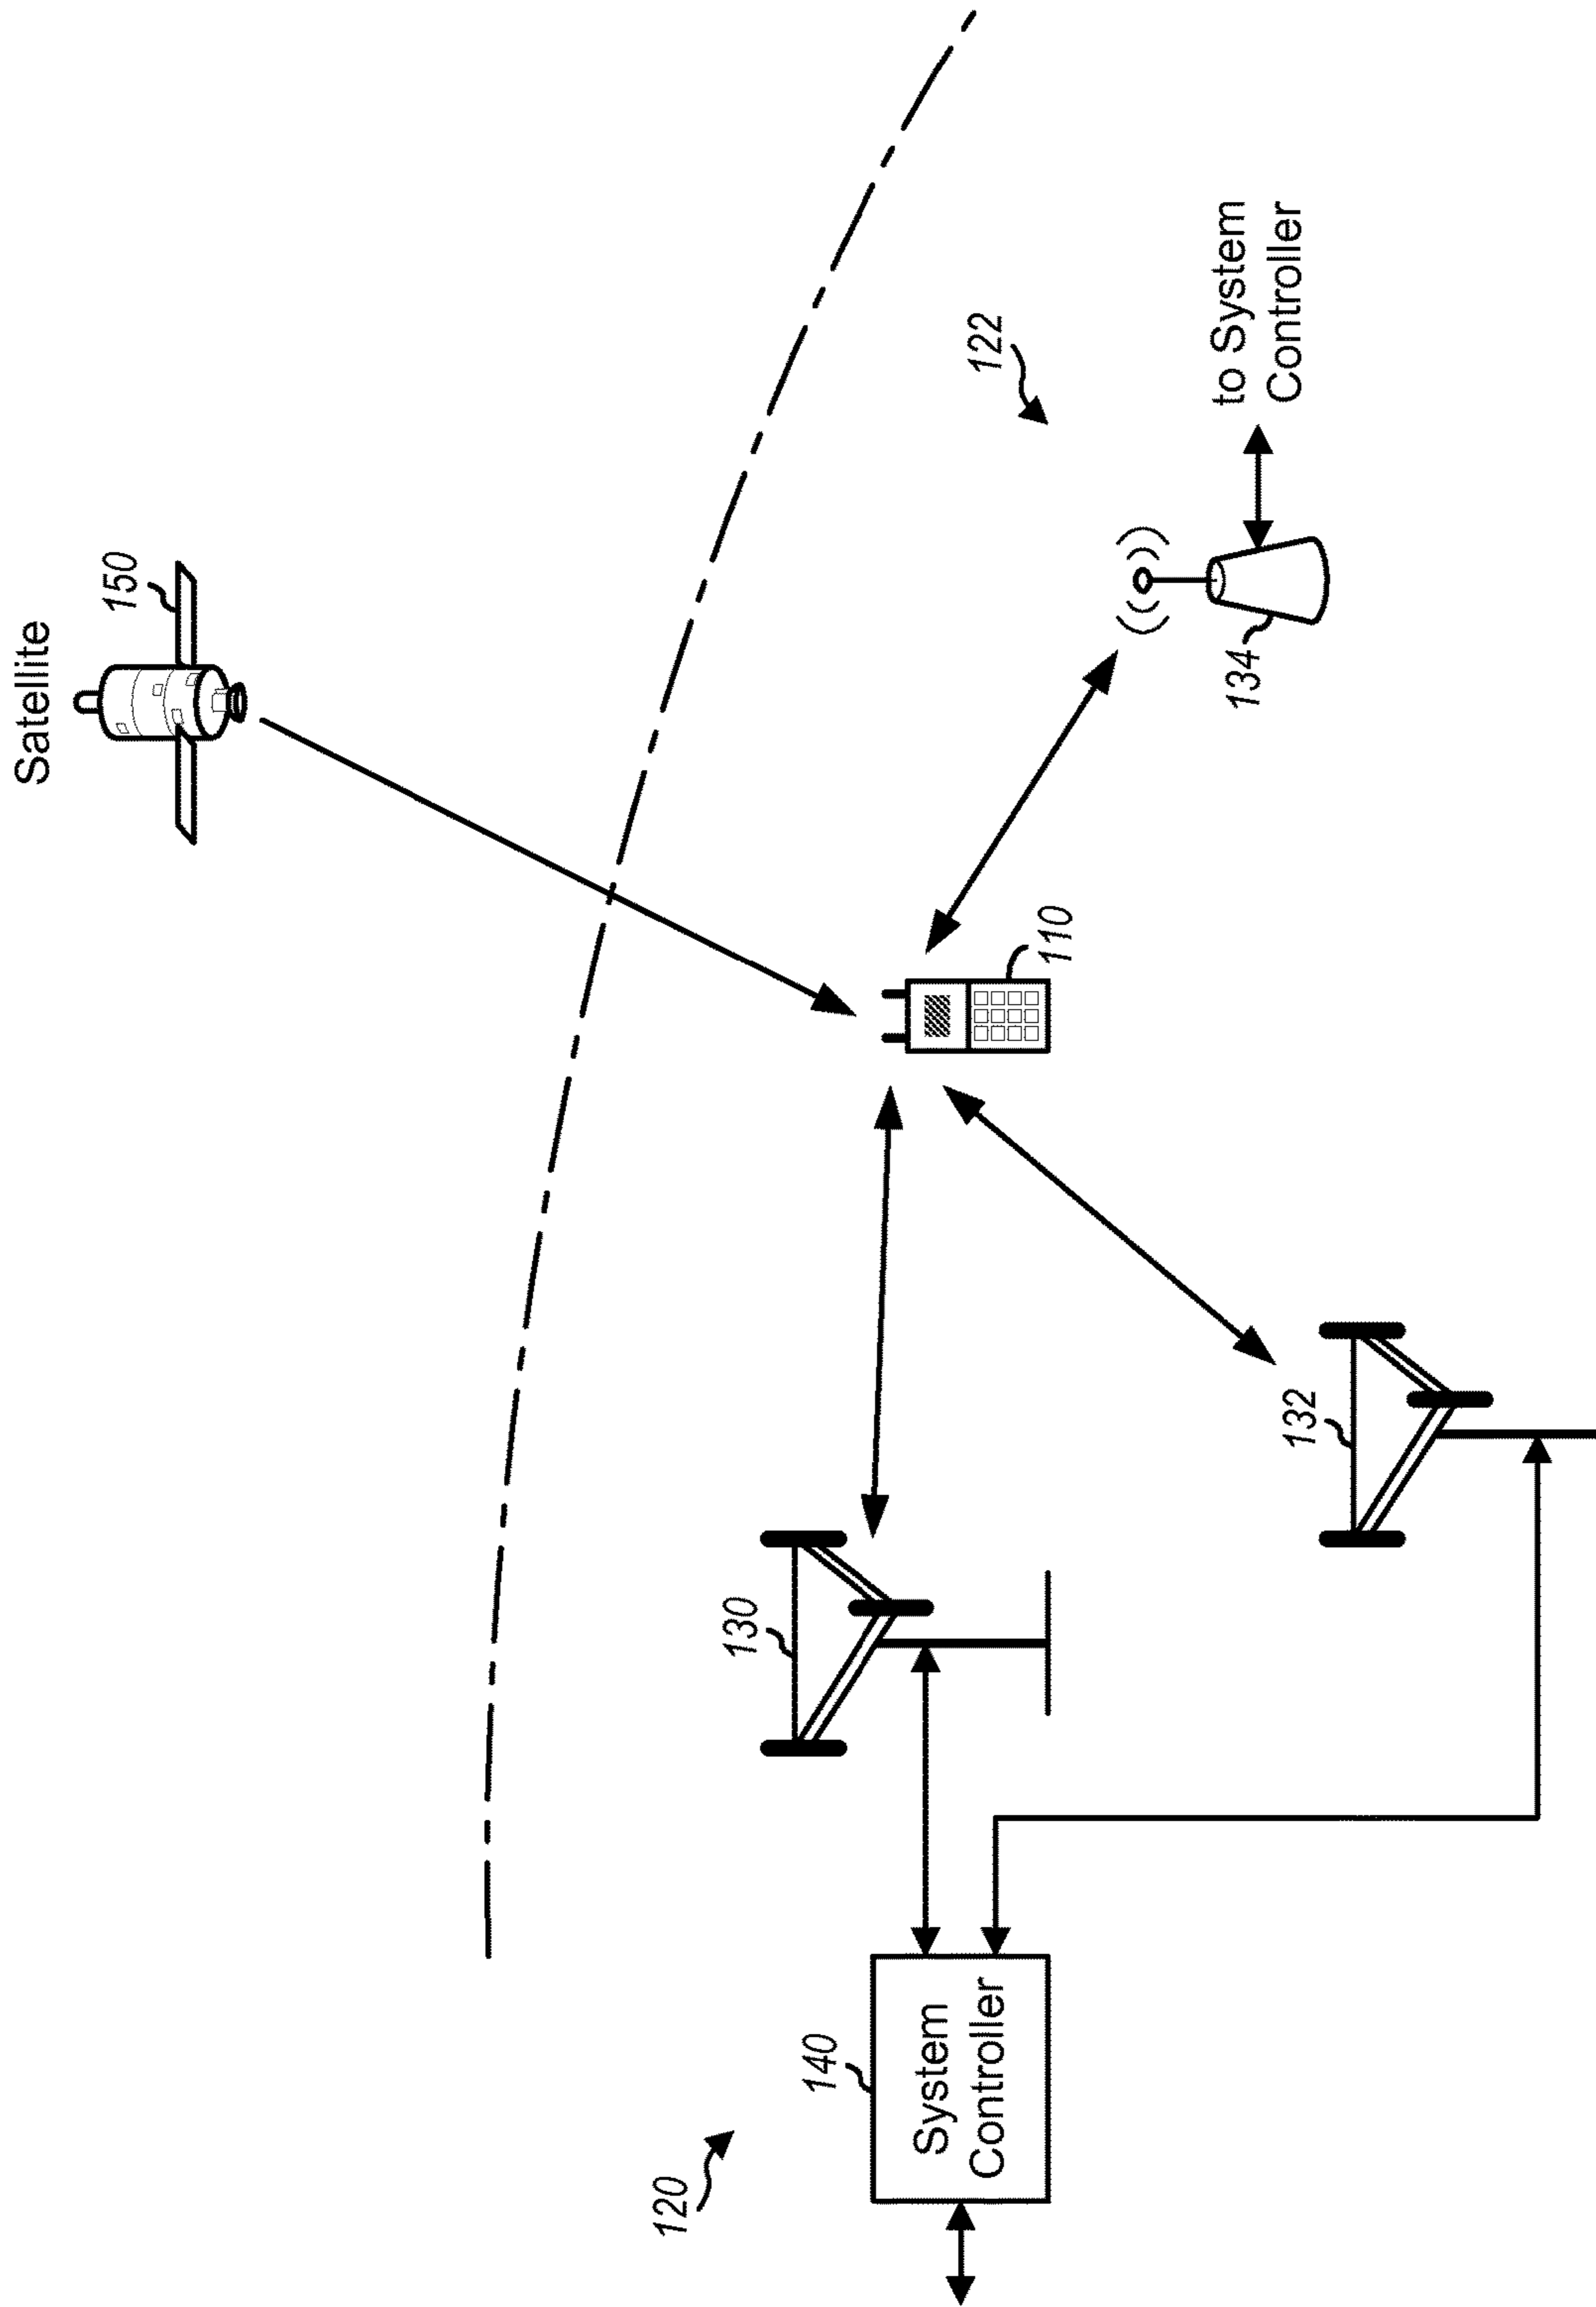 Satellite
150
120
140
System
Controller
130
132
110
122
134
to System
Controller